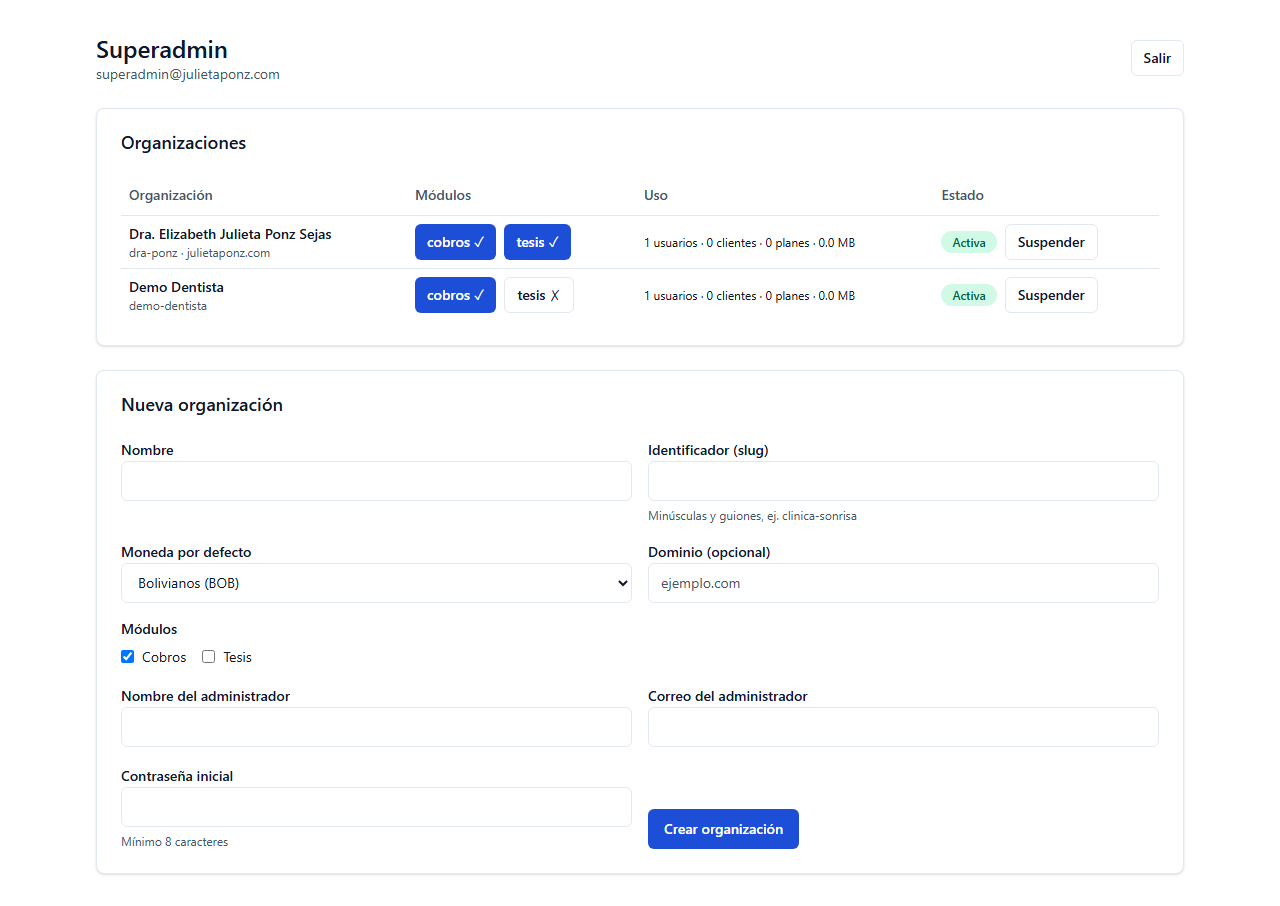 Superadmin
superadmin@julietaponz.com
Salir
Organizaciones
Organización Módulos Uso Estado
Dra. Elizabeth Julieta Ponz Sejas
dra-ponz · julietaponz.com
cobros ✓ tesis ✓ 1 usuarios · 0 clientes · 0 planes · 0.0 MB Activa Suspender
Demo Dentista
demo-dentista
cobros ✓ tesis ✗ 1 usuarios · 0 clientes · 0 planes · 0.0 MB Activa Suspender
Nueva organización
Nombre Identificador (slug)
Minúsculas y guiones, ej. clinica-sonrisa
Moneda por defecto Dominio (opcional)
Bolivianos (BOB) ejemplo.com
Módulos
Cobros Tesis
Nombre del administrador Correo del administrador
Contraseña inicial
Mínimo 8 caracteres
Crear organización